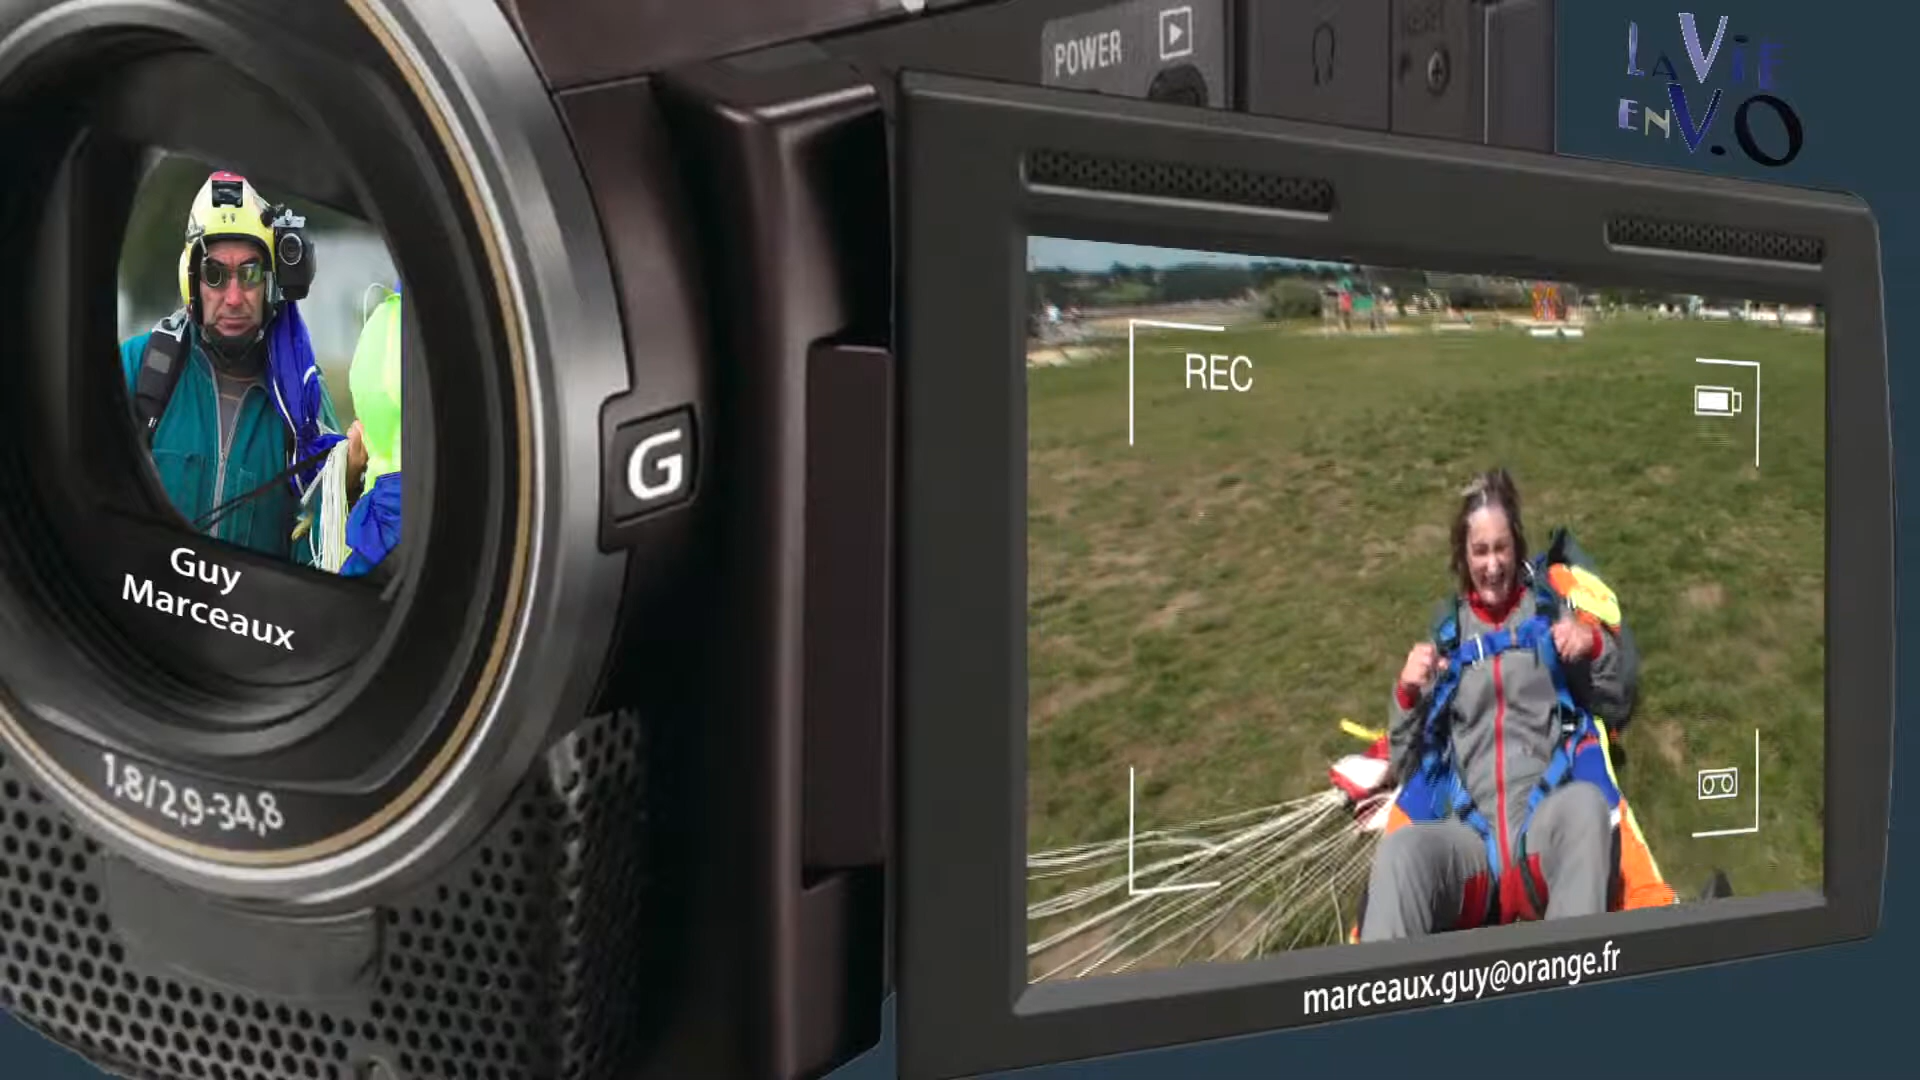 POWER
LA VIE
EN V.O
REC
G
Guy
Marceaux
1,8/2,9-34,8
marceaux.guy@orange.fr